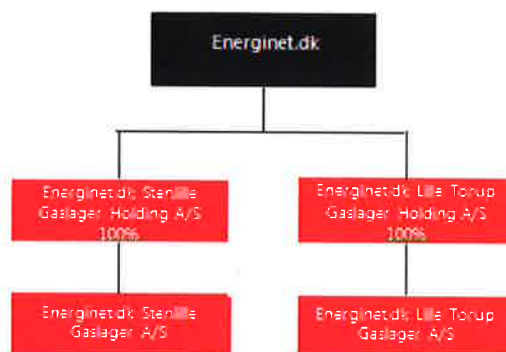 Energinet.dk
Energinet.dk Stenlille
Gaslager Holding A/S
100%
Energinet.dk Lille Torup
Gaslager Holding A/S
100%
Energinet.dk Stenlille
Gaslager A/S
Energinet.dk Lille Torup
Gaslager A/S